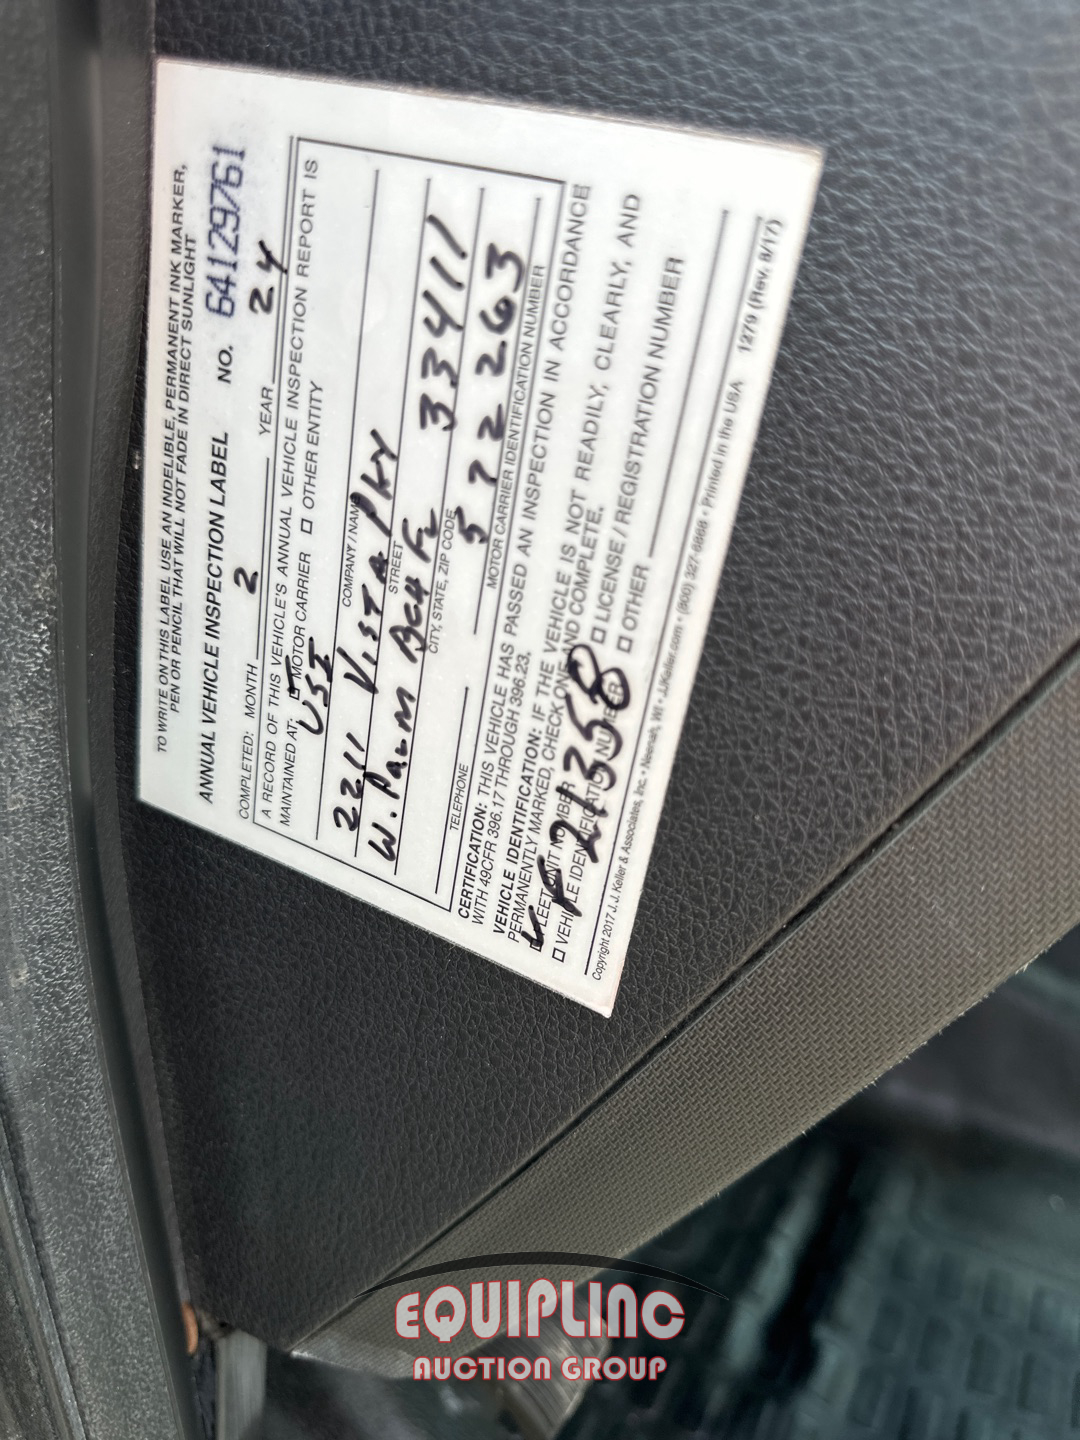 TO WRITE ON THIS LABEL USE AN INDELIBLE, PERMANENT INK MARKER,
PEN OR PENCIL THAT WILL NOT FADE IN DIRECT SUNLIGHT
ANNUAL VEHICLE INSPECTION LABEL NO. 64129761
COMPLETED: MONTH 2 YEAR 24
A RECORD OF THIS VEHICLE'S ANNUAL VEHICLE INSPECTION REPORT IS
MAINTAINED AT: MOTOR CARRIER OTHER ENTITY
USI
COMPANY / NAME
2211 VISTA PKY
STREET
W. PALM BCH FL 33411
CITY, STATE, ZIP CODE
572263
TELEPHONE MOTOR CARRIER IDENTIFICATION NUMBER
CERTIFICATION: THIS VEHICLE HAS PASSED AN INSPECTION IN ACCORDANCE
WITH 49CFR 396.17 THROUGH 396.23.
VEHICLE IDENTIFICATION: IF THE VEHICLE IS NOT READILY, CLEARLY, AND
PERMANENTLY MARKED, CHECK ONE AND COMPLETE.
FLEET UNIT NUMBER LICENSE / REGISTRATION NUMBER
VEHICLE IDENTIFICATION NUMBER OTHER
F21358
Copyright 2017 J. J. Keller & Associates, Inc. • Neenah, WI • JJKeller.com • (800) 327-6868 • Printed in the USA 1279 (Rev. 8/17)
EQUIPLINC
AUCTION GROUP